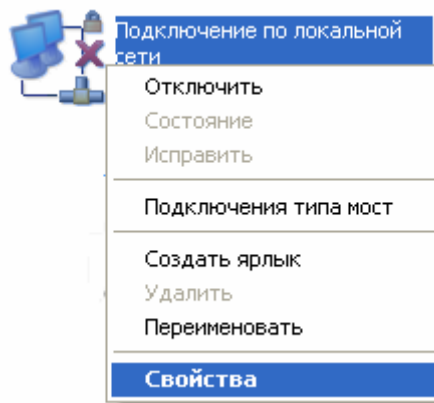 Подключение по локальной
сети
Отключить
Состояние
Исправить
Подключения типа мост
Создать ярлык
Удалить
Переименовать
Свойства